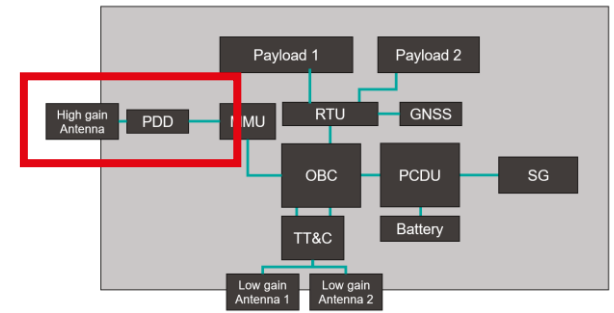 Payload 1
Payload 2
High gain
Antenna
PDD
MMU
RTU
GNSS
OBC
PCDU
SG
TT&C
Battery
Low gain
Antenna 1
Low gain
Antenna 2